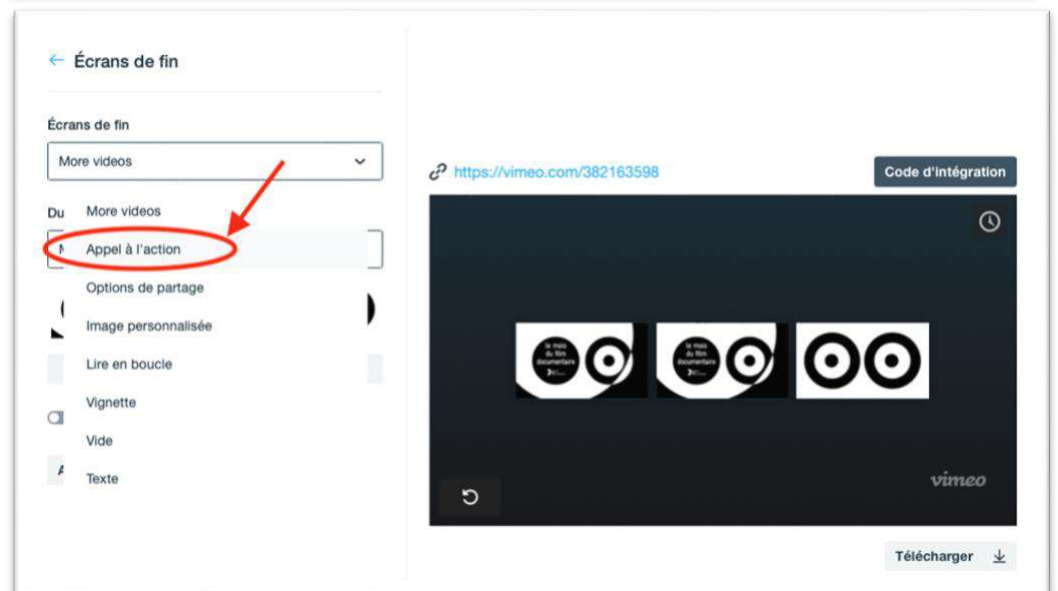 ← Écrans de fin
Écrans de fin
More videos
Du
More videos
Appel à l'action
Options de partage
Image personnalisée
Lire en boucle
Vignette
Vide
Texte
https://vimeo.com/382163598
Code d'intégration
le mois
du film
documentaire
le mois
du film
documentaire
vimeo
Télécharger